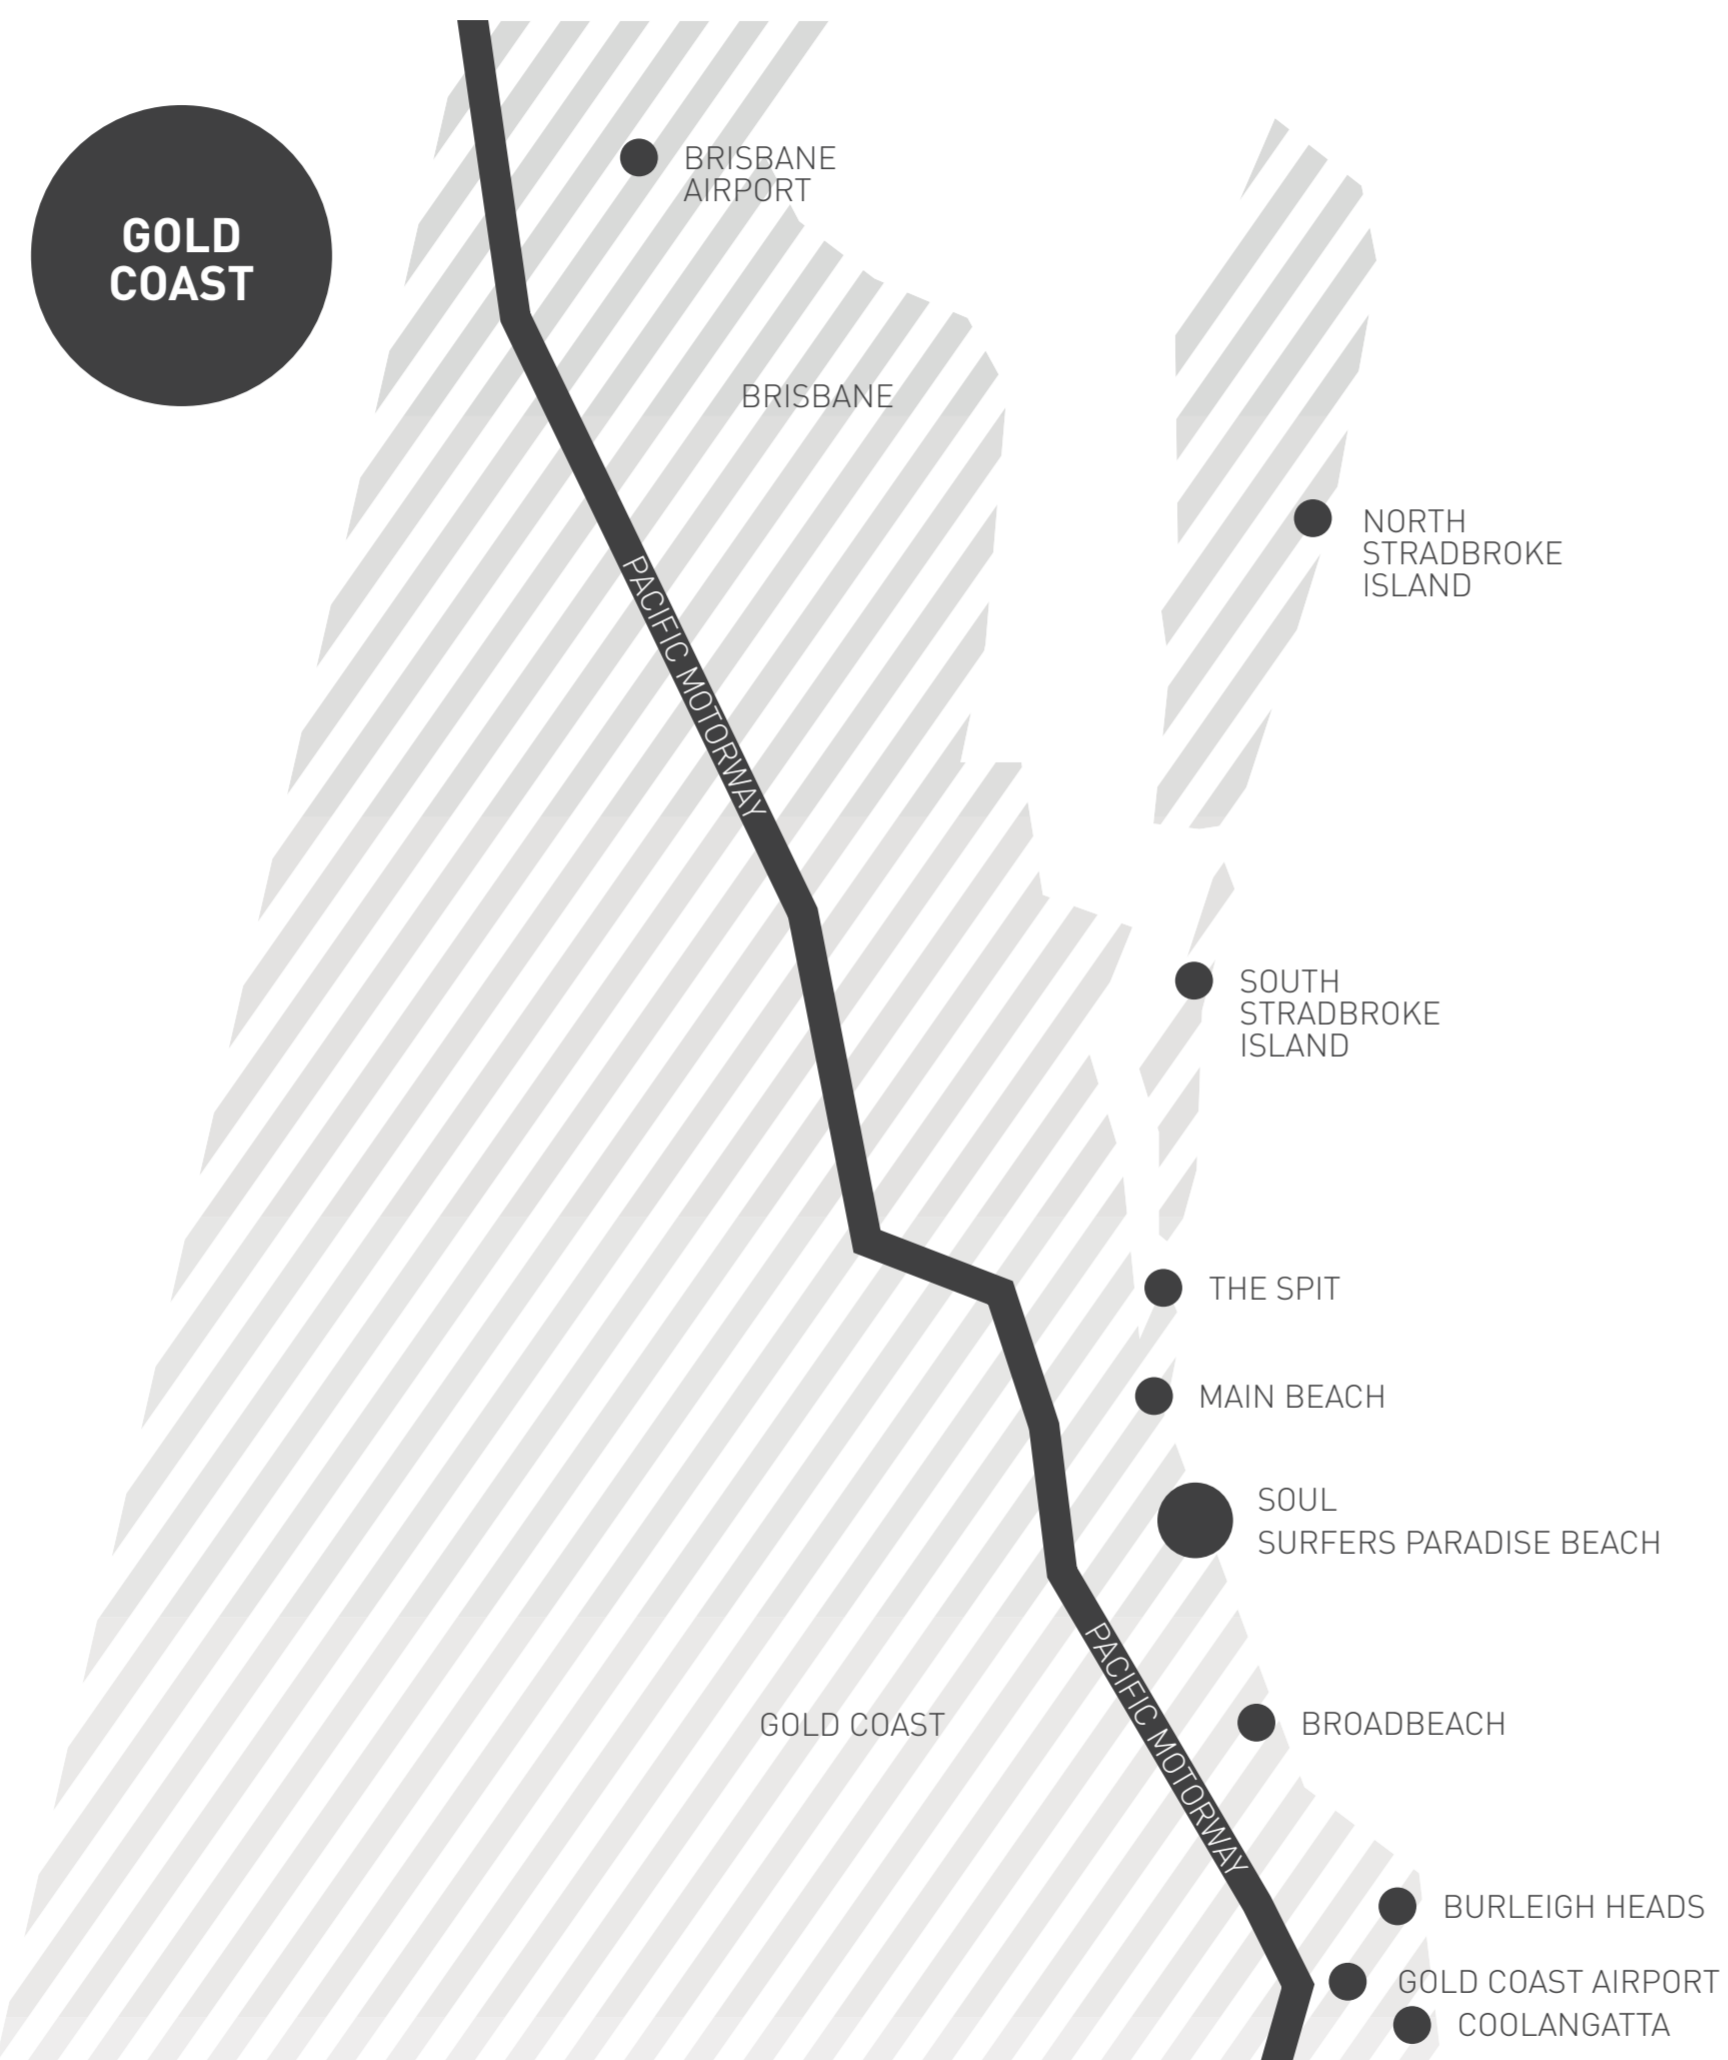 GOLD
COAST
BRISBANE
AIRPORT
BRISBANE
NORTH
STRADBROKE
ISLAND
PACIFIC MOTORWAY
SOUTH
STRADBROKE
ISLAND
THE SPIT
MAIN BEACH
SOUL
SURFERS PARADISE BEACH
PACIFIC MOTORWAY
GOLD COAST
BROADBEACH
BURLEIGH HEADS
GOLD COAST AIRPORT
COOLANGATTA